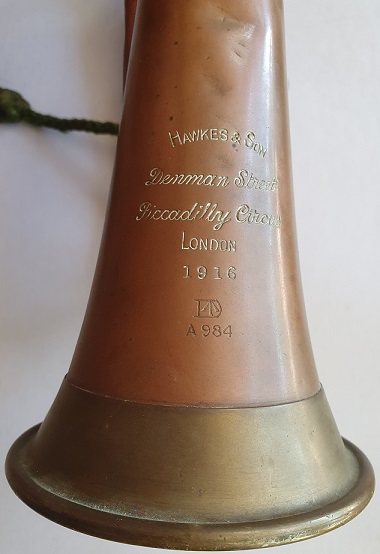 HAWKES & SON
Denman Street
Piccadilly Circus
LONDON
1916
A 984